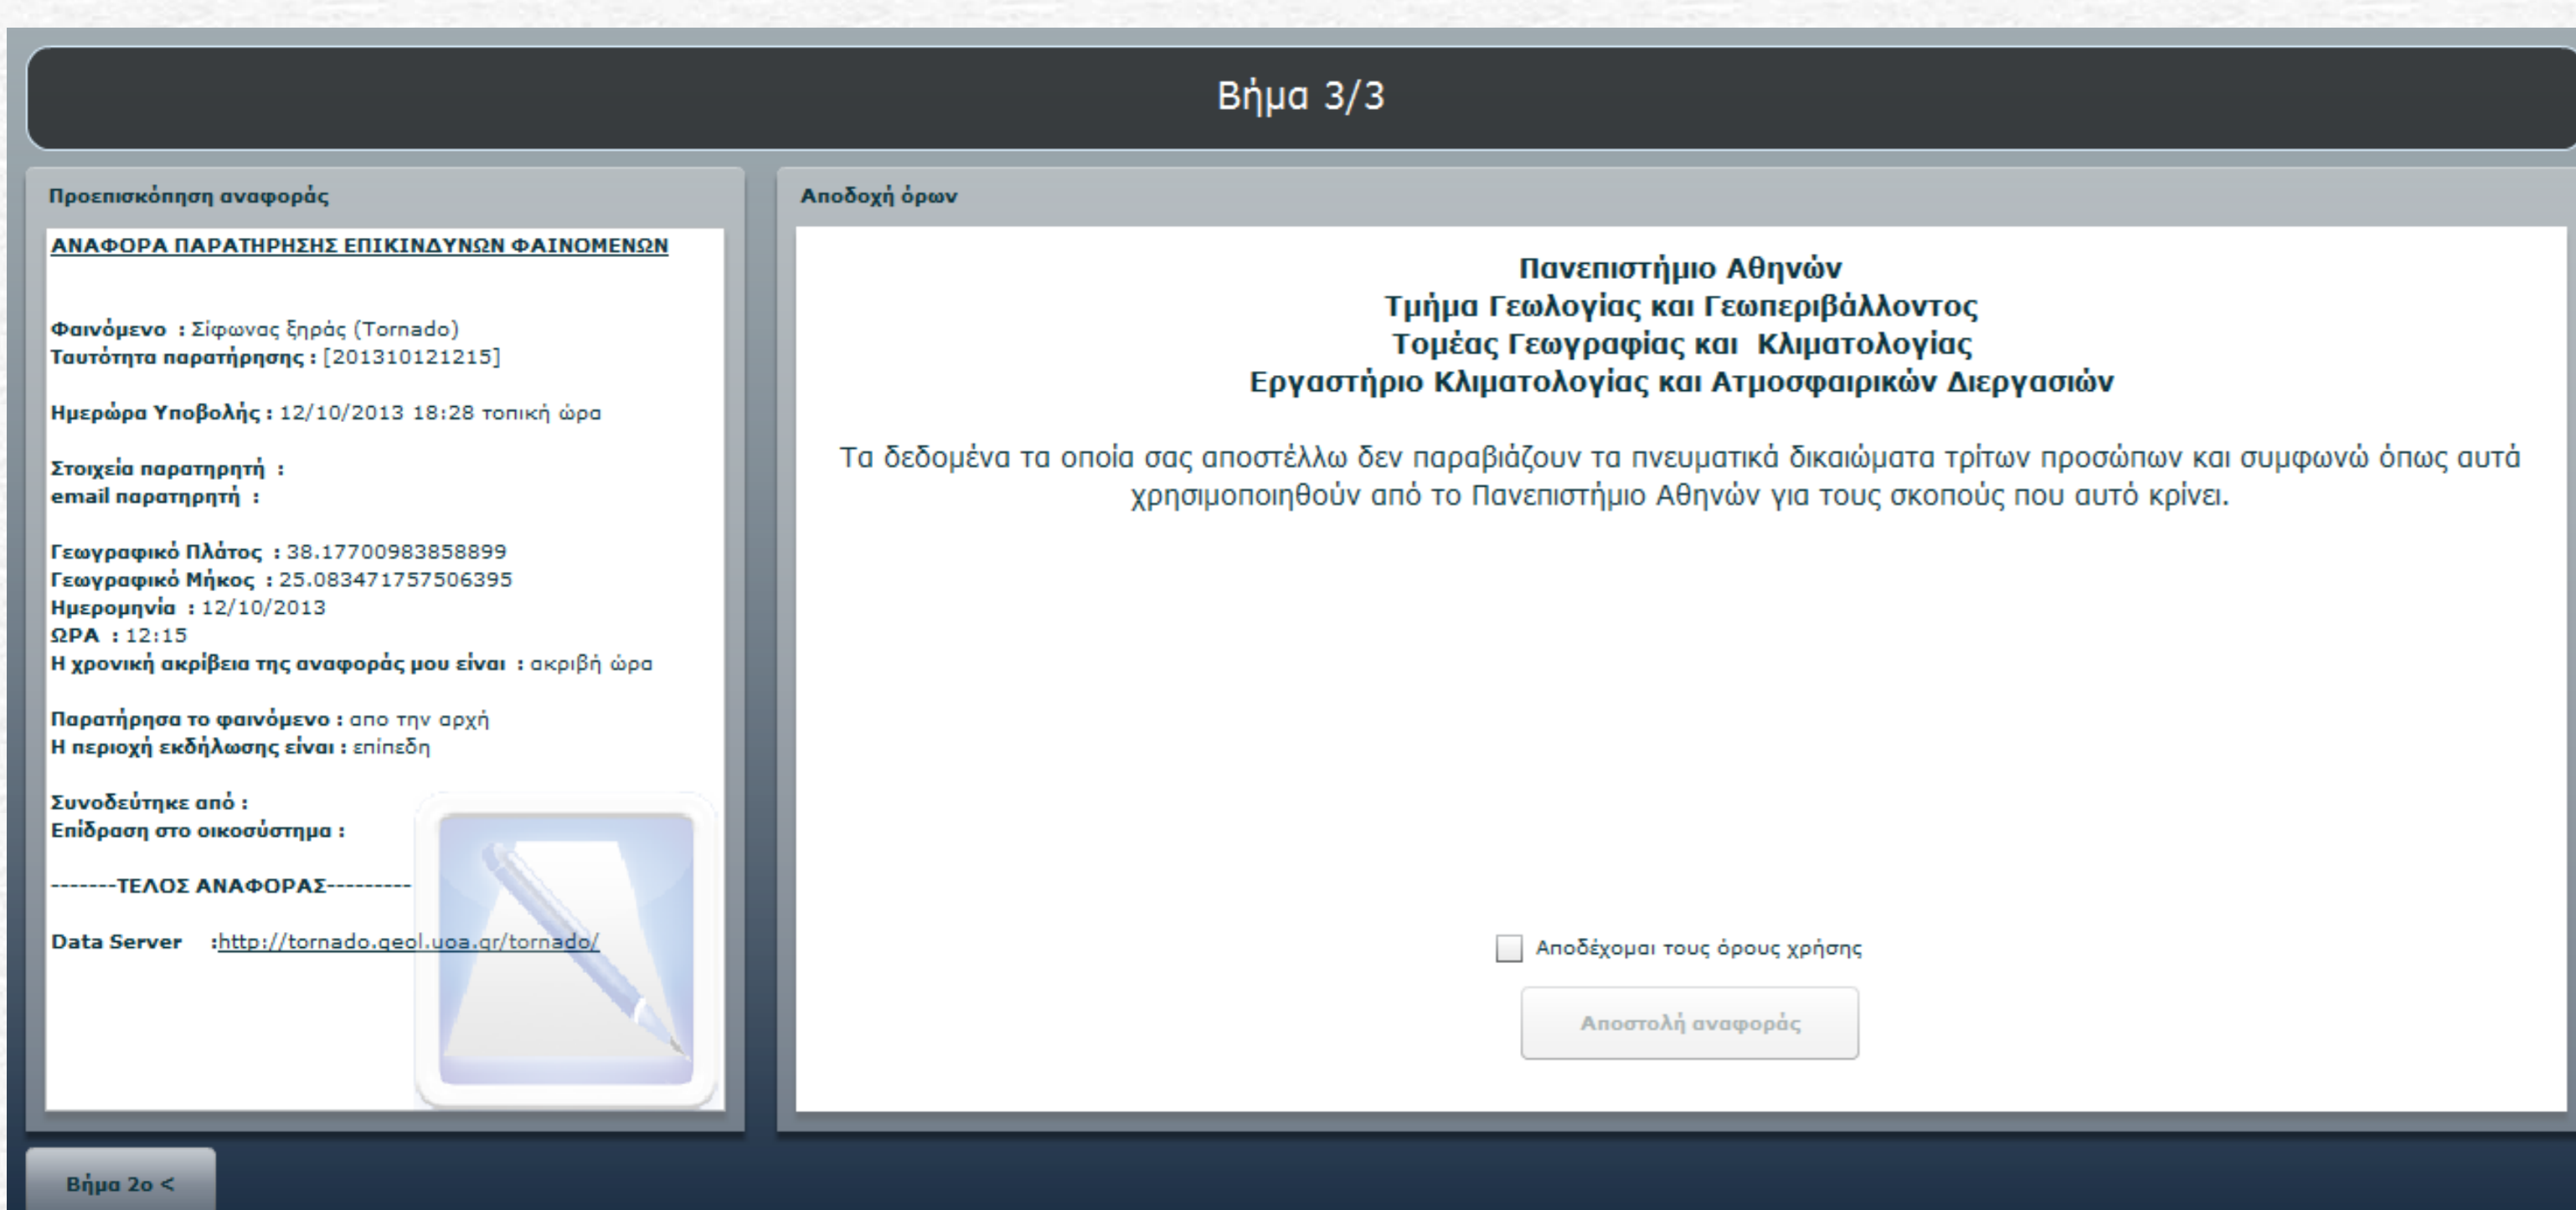 Βήμα 3/3
Προεπισκόπηση αναφοράς
ΑΝΑΦΟΡΑ ΠΑΡΑΤΗΡΗΣΗΣ ΕΠΙΚΙΝΔΥΝΩΝ ΦΑΙΝΟΜΕΝΩΝ
Φαινόμενο : Σίφωνας ξηράς (Tornado)
Ταυτότητα παρατήρησης : [201310121215]
Ημερώρα Υποβολής : 12/10/2013 18:28 τοπική ώρα
Στοιχεία παρατηρητή :
email παρατηρητή :
Γεωγραφικό Πλάτος : 38.17700983858899
Γεωγραφικό Μήκος : 25.083471757506395
Ημερομηνία : 12/10/2013
ΩΡΑ : 12:15
Η χρονική ακρίβεια της αναφοράς μου είναι : ακριβή ώρα
Παρατήρησα το φαινόμενο : απο την αρχή
Η περιοχή εκδήλωσης είναι : επίπεδη
Συνοδεύτηκε από :
Επίδραση στο οικοσύστημα :
-------ΤΕΛΟΣ ΑΝΑΦΟΡΑΣ---------
Data Server :http://tornado.geol.uoa.gr/tornado/
Αποδοχή όρων
Πανεπιστήμιο Αθηνών
Τμήμα Γεωλογίας και Γεωπεριβάλλοντος
Τομέας Γεωγραφίας και Κλιματολογίας
Εργαστήριο Κλιματολογίας και Ατμοσφαιρικών Διεργασιών
Τα δεδομένα τα οποία σας αποστέλλω δεν παραβιάζουν τα πνευματικά δικαιώματα τρίτων προσώπων και συμφωνώ όπως αυτά
χρησιμοποιηθούν από το Πανεπιστήμιο Αθηνών για τους σκοπούς που αυτό κρίνει.
Αποδέχομαι τους όρους χρήσης
Αποστολή αναφοράς
Βήμα 2ο <